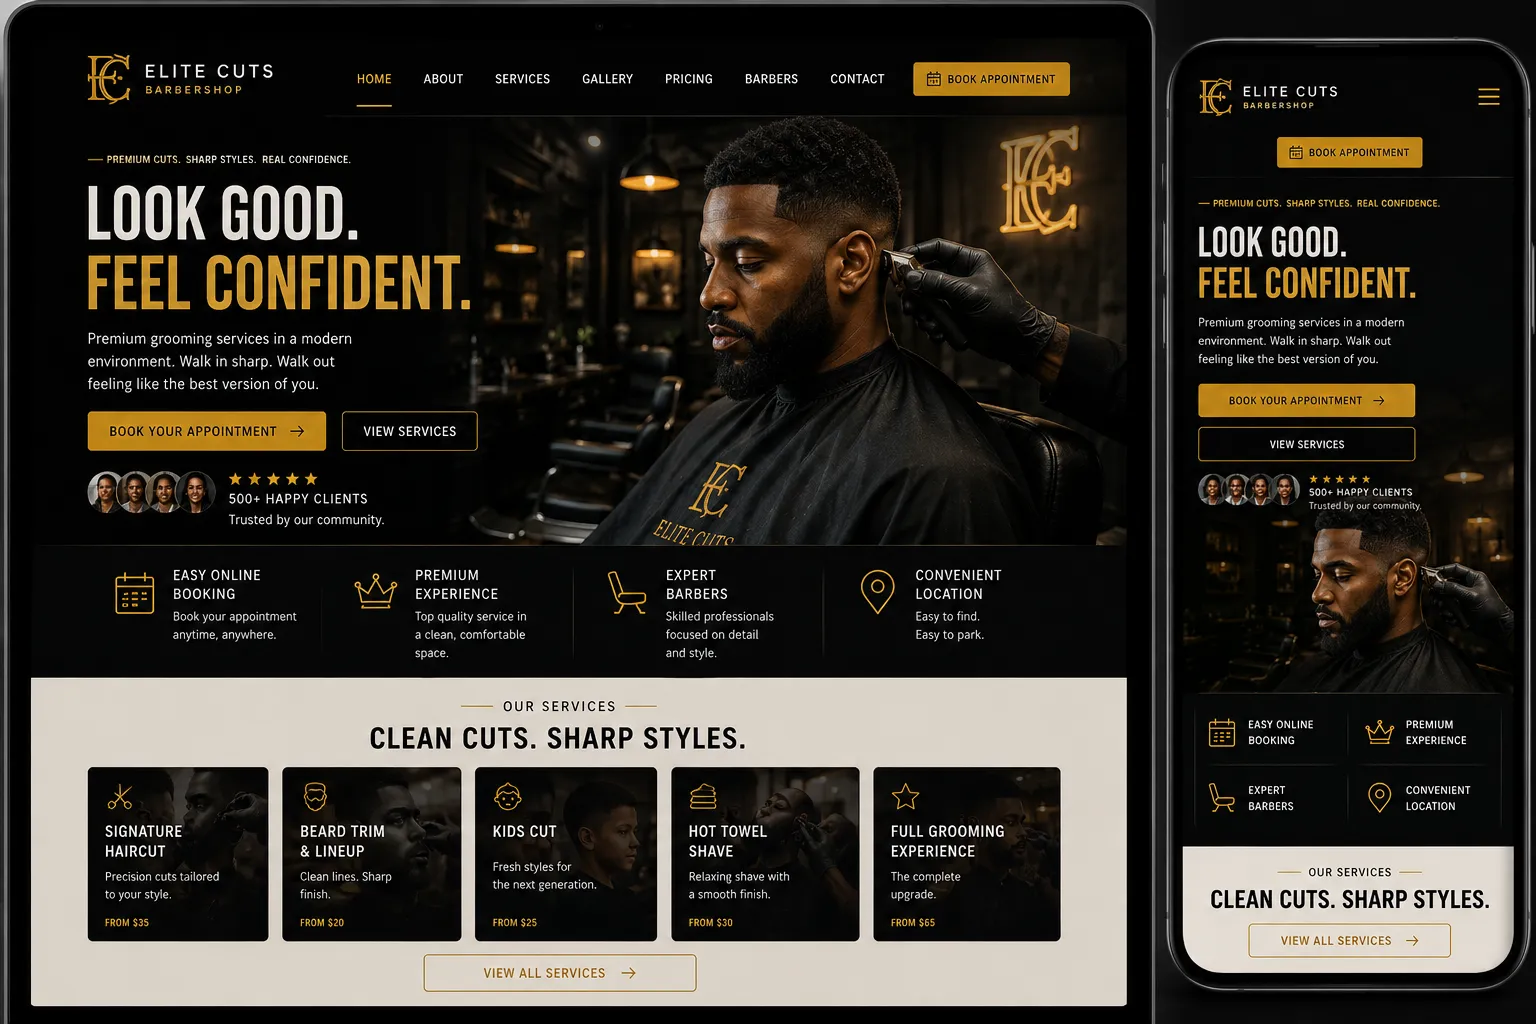 ELITE CUTS
BARBERSHOP
HOME
ABOUT
SERVICES
GALLERY
PRICING
BARBERS
CONTACT
BOOK APPOINTMENT
PREMIUM CUTS. SHARP STYLES. REAL CONFIDENCE.
LOOK GOOD.
FEEL CONFIDENT.
Premium grooming services in a modern
environment. Walk in sharp. Walk out
feeling like the best version of you.
BOOK YOUR APPOINTMENT →
VIEW SERVICES
★★★★★
500+ HAPPY CLIENTS
Trusted by our community.
EC
EC
ELITE CUTS
EASY ONLINE
BOOKING
Book your appointment
anytime, anywhere.
PREMIUM
EXPERIENCE
Top quality service in
a clean, comfortable
space.
EXPERT
BARBERS
Skilled professionals
focused on detail
and style.
CONVENIENT
LOCATION
Easy to find.
Easy to park.
OUR SERVICES
CLEAN CUTS. SHARP STYLES.
SIGNATURE
HAIRCUT
Precision cuts tailored
to your style.
FROM $35
BEARD TRIM
& LINEUP
Clean lines. Sharp
finish.
FROM $20
KIDS CUT
Fresh styles for
the next generation.
FROM $25
HOT TOWEL
SHAVE
Relaxing shave with
a smooth finish.
FROM $30
FULL GROOMING
EXPERIENCE
The complete
upgrade.
FROM $65
VIEW ALL SERVICES →
ELITE CUTS
BARBERSHOP
BOOK APPOINTMENT
PREMIUM CUTS. SHARP STYLES. REAL CONFIDENCE.
LOOK GOOD.
FEEL CONFIDENT.
Premium grooming services in a modern
environment. Walk in sharp. Walk out
feeling like the best version of you.
BOOK YOUR APPOINTMENT →
VIEW SERVICES
★★★★★
500+ HAPPY CLIENTS
Trusted by our community.
EASY ONLINE
BOOKING
PREMIUM
EXPERIENCE
EXPERT
BARBERS
CONVENIENT
LOCATION
OUR SERVICES
CLEAN CUTS. SHARP STYLES.
VIEW ALL SERVICES →